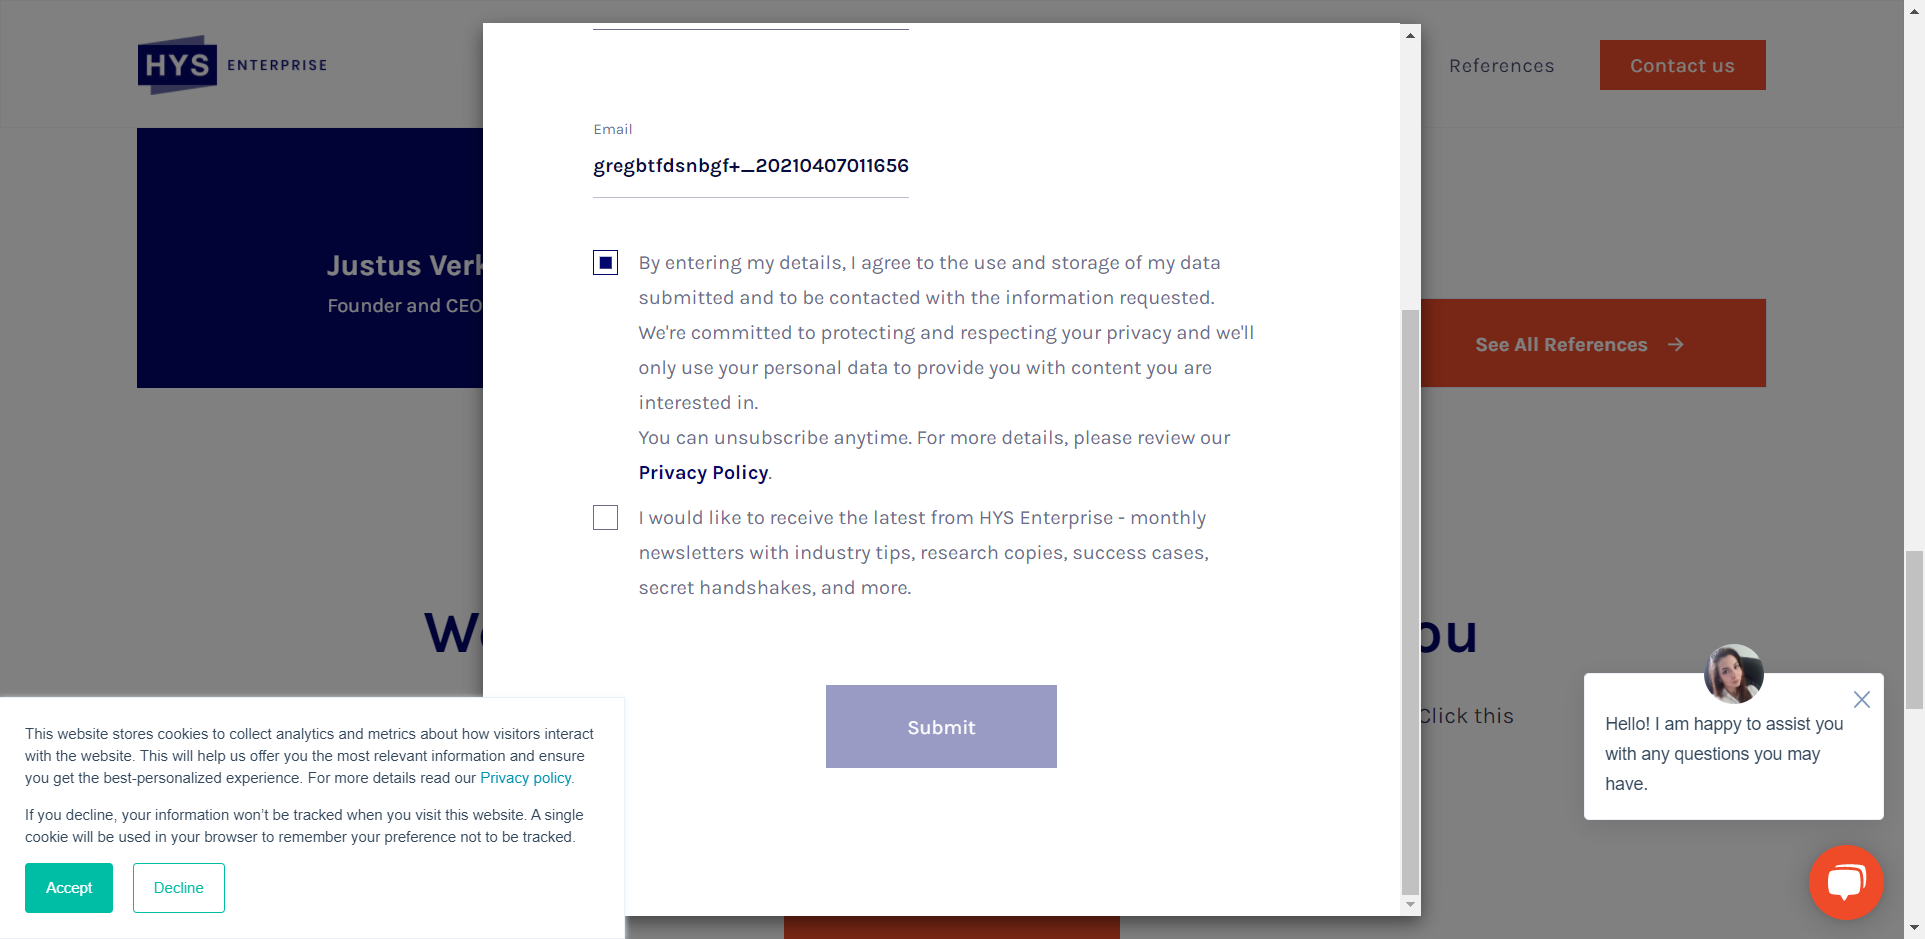 HYS ENTERPRISE
References
Contact us
Email
gregbtfdsnbgf+_20210407011656
Justus Verk
Founder and CEO
By entering my details, I agree to the use and storage of my data
submitted and to be contacted with the information requested.
We're committed to protecting and respecting your privacy and we'll
only use your personal data to provide you with content you are
interested in.
You can unsubscribe anytime. For more details, please review our
Privacy Policy.
See All References
I would like to receive the latest from HYS Enterprise - monthly
newsletters with industry tips, research copies, success cases,
secret handshakes, and more.
Submit
Click this
Hello! I am happy to assist you
with any questions you may
have.
This website stores cookies to collect analytics and metrics about how visitors interact
with the website. This will help us offer you the most relevant information and ensure
you get the best-personalized experience. For more details read our Privacy policy.
If you decline, your information won’t be tracked when you visit this website. A single
cookie will be used in your browser to remember your preference not to be tracked.
Accept
Decline